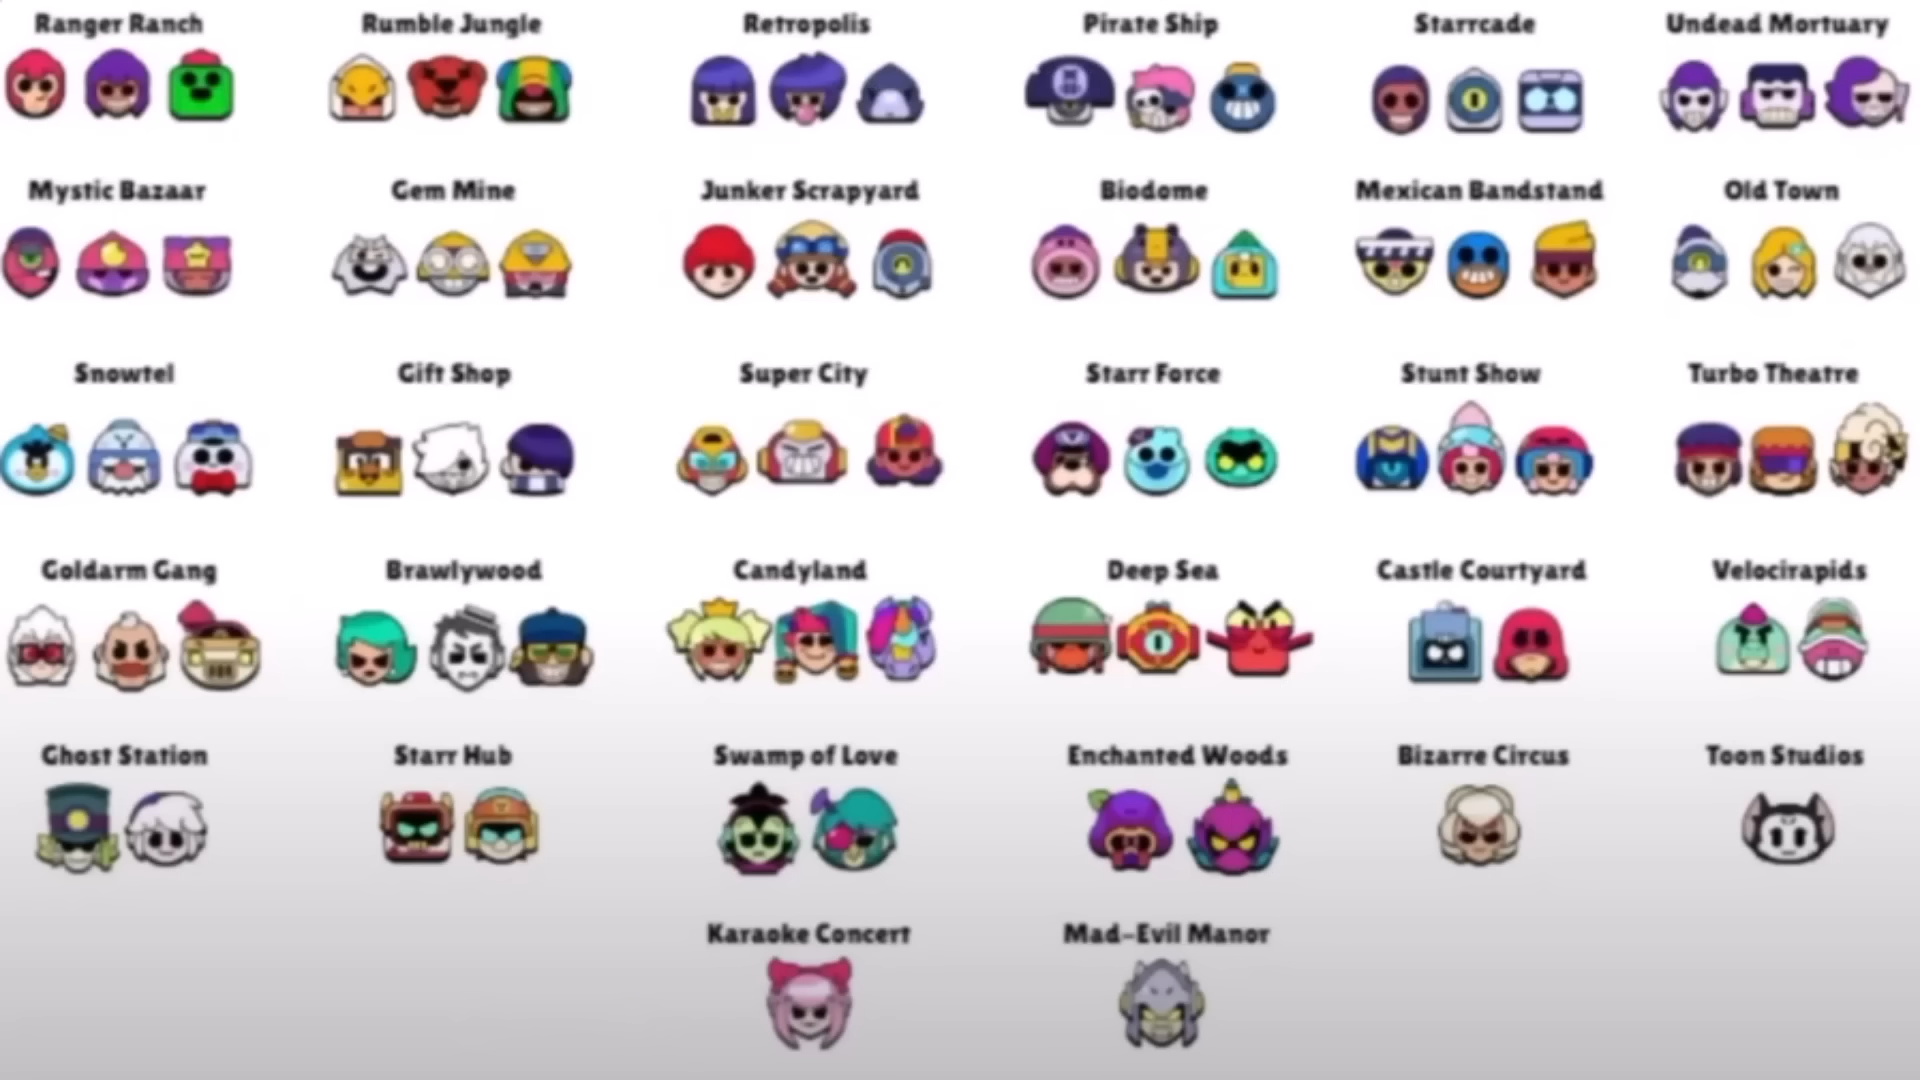 Ranger Ranch
Rumble Jungle
Retropolis
Pirate Ship
Starrcade
Undead Mortuary
Mystic Bazaar
Gem Mine
Junker Scrapyard
Biodome
Mexican Bandstand
Old Town
Snowtel
Gift Shop
Super City
Starr Force
Stunt Show
Turbo Theatre
Goldarm Gang
Brawlywood
Candyland
Deep Sea
Castle Courtyard
Velocirapids
Ghost Station
Starr Hub
Swamp of Love
Enchanted Woods
Bizarre Circus
Toon Studios
Karaoke Concert
Mad-Evil Manor